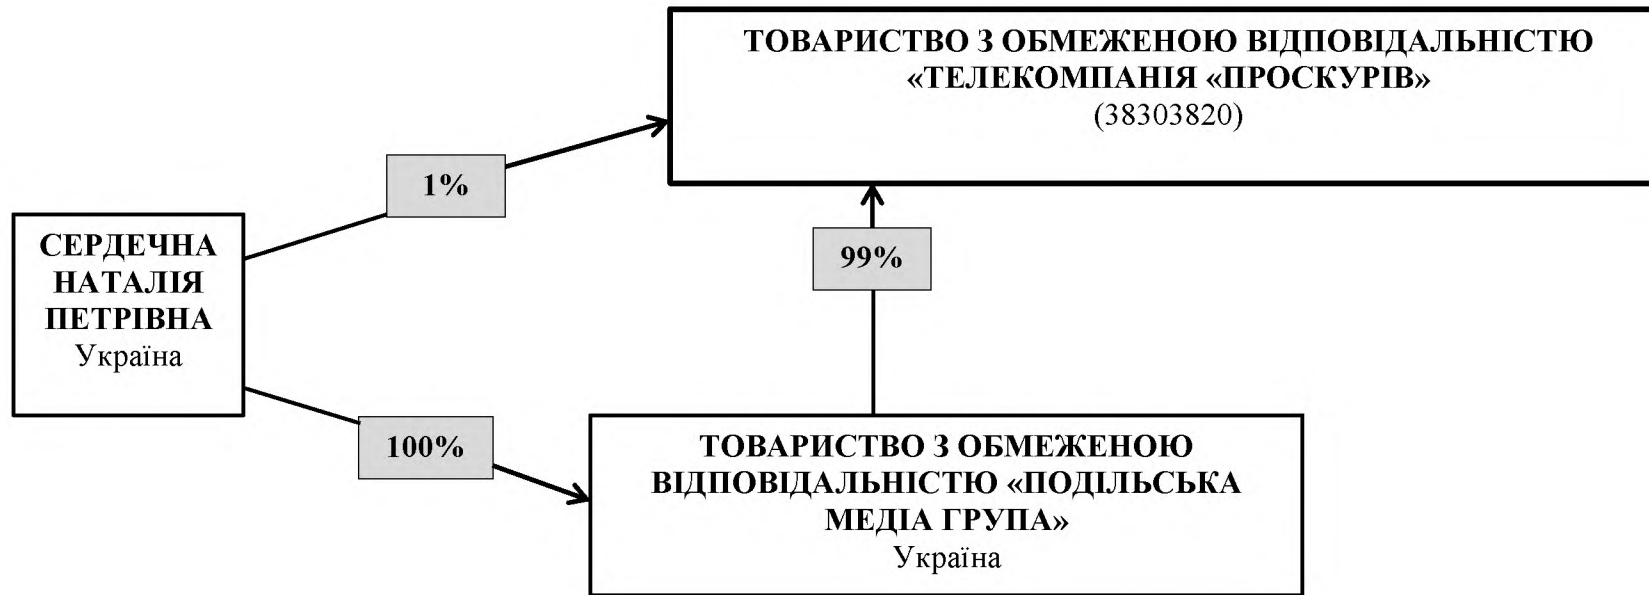 ТОВАРИСТВО З ОБМЕЖЕНОЮ ВІДПОВІДАЛЬНІСТЮ
«ТЕЛЕКОМПАНІЯ «ПРОСКУРІВ»
(38303820)
1%
СЕРДЕЧНА
НАТАЛІЯ
ПЕТРІВНА
Україна
99%
100%
ТОВАРИСТВО З ОБМЕЖЕНОЮ
ВІДПОВІДАЛЬНІСТЮ «ПОДІЛЬСЬКА
МЕДІА ГРУПА»
Україна